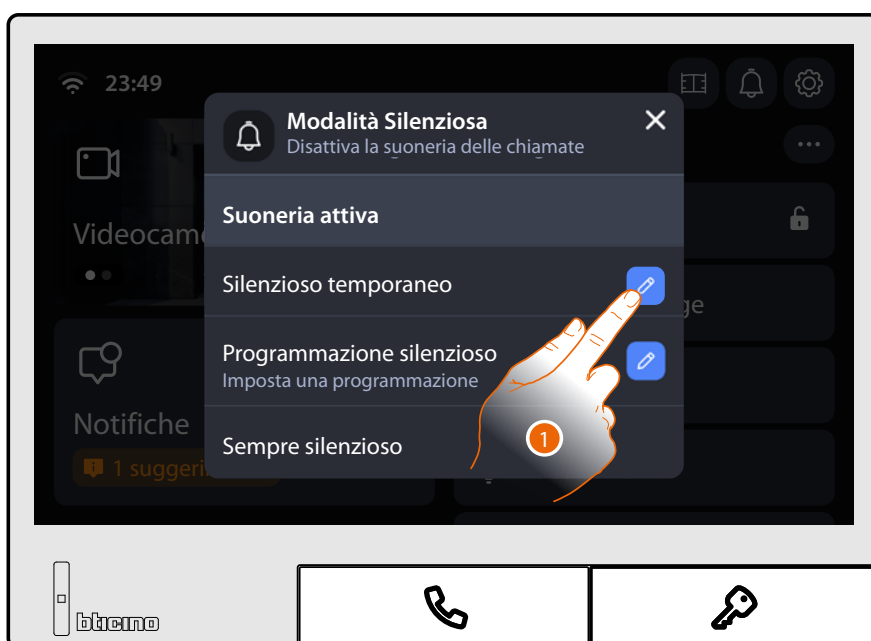 23:49
Modalità Silenziosa
Disattiva la suoneria delle chiamate
Suoneria attiva
Videocam
Silenzioso temporaneo
ge
Programmazione silenzioso
Imposta una programmazione
Notifiche
Sempre silenzioso
1
1 suggeri
bticino